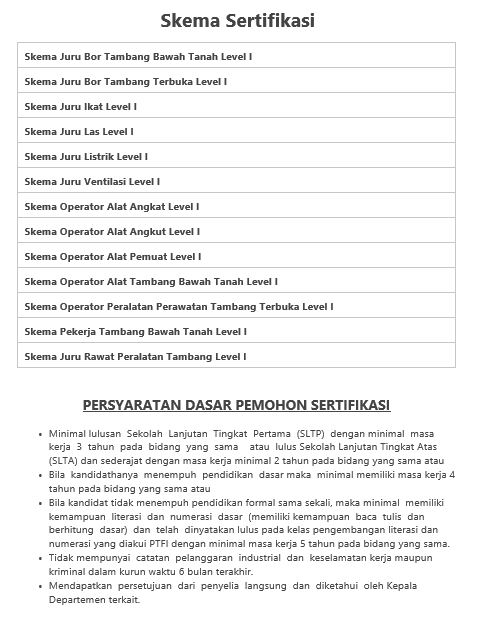 Skema Sertifikasi
Skema Juru Bor Tambang Bawah Tanah Level I
Skema Juru Bor Tambang Terbuka Level I
Skema Juru Ikat Level I
Skema Juru Las Level I
Skema Juru Listrik Level I
Skema Juru Ventilasi Level I
Skema Operator Alat Angkat Level I
Skema Operator Alat Angkut Level I
Skema Operator Alat Pemuat Level I
Skema Operator Alat Tambang Bawah Tanah Level I
Skema Operator Peralatan Perawatan Tambang Terbuka Level I
Skema Pekerja Tambang Bawah Tanah Level I
Skema Juru Rawat Peralatan Tambang Level I
PERSYARATAN DASAR PEMOHON SERTIFIKASI
• Minimal lulusan Sekolah Lanjutan Tingkat Pertama (SLTP) dengan minimal masa
kerja 3 tahun pada bidang yang sama atau lulus Sekolah Lanjutan Tingkat Atas
(SLTA) dan sederajat dengan masa kerja minimal 2 tahun pada bidang yang sama atau
• Bila kandidathanya menempuh pendidikan dasar maka minimal memiliki masa kerja 4
tahun pada bidang yang sama atau
• Bila kandidat tidak menempuh pendidikan formal sama sekali, maka minimal memiliki
kemampuan literasi dan numerasi dasar (memiliki kemampuan baca tulis dan
berhitung dasar) dan telah dinyatakan lulus pada kelas pengembangan literasi dan
numerasi yang diakui PTFI dengan minimal masa kerja 5 tahun pada bidang yang sama.
• Tidak mempunyai catatan pelanggaran industrial dan keselamatan kerja maupun
kriminal dalam kurun waktu 6 bulan terakhir.
• Mendapatkan persetujuan dari penyelia langsung dan diketahui oleh Kepala
Departemen terkait.